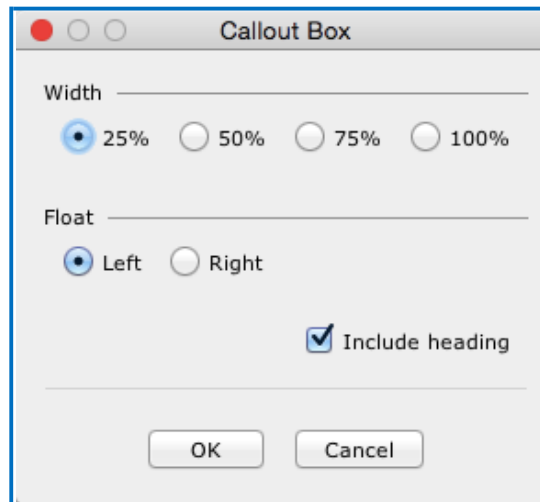 Callout Box
Width
25% 50% 75% 100%
Float
Left Right
Include heading
OK Cancel